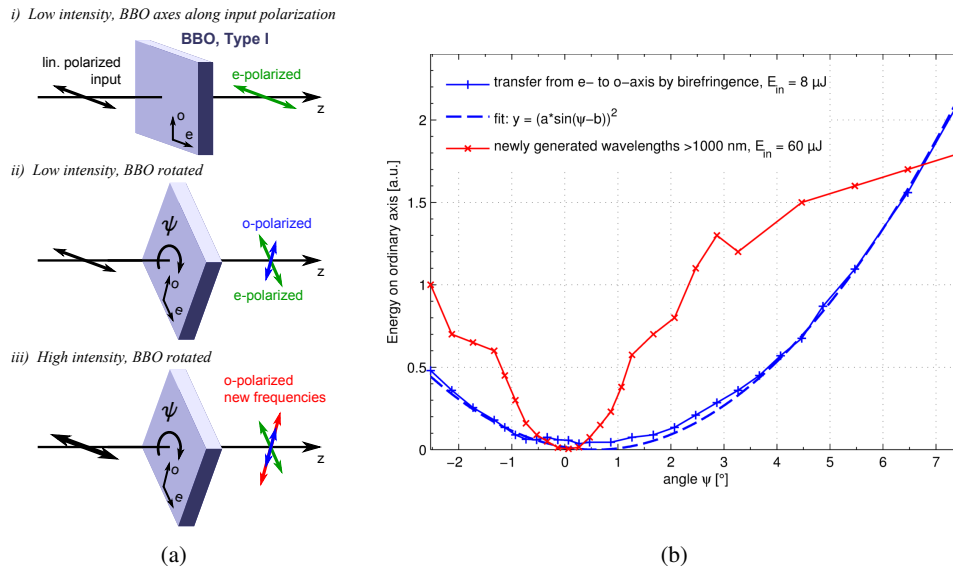 i) Low intensity, BBO axes along input polarization
BBO, Type I
lin. polarized
input
e-polarized
o
e
z
ii) Low intensity, BBO rotated
ψ
o-polarized
o
e
e-polarized
z
iii) High intensity, BBO rotated
o-polarized
new frequencies
ψ
o
e
z
(a)
Energy on ordinary axis [a.u.]
2
1.5
1
0.5
0
transfer from e− to o−axis by birefringence, E_in = 8 µJ
fit: y = (a*sin(ψ−b))²
newly generated wavelengths >1000 nm, E_in = 60 µJ
−2 −1 0 1 2 3 4 5 6 7
angle ψ [°]
(b)